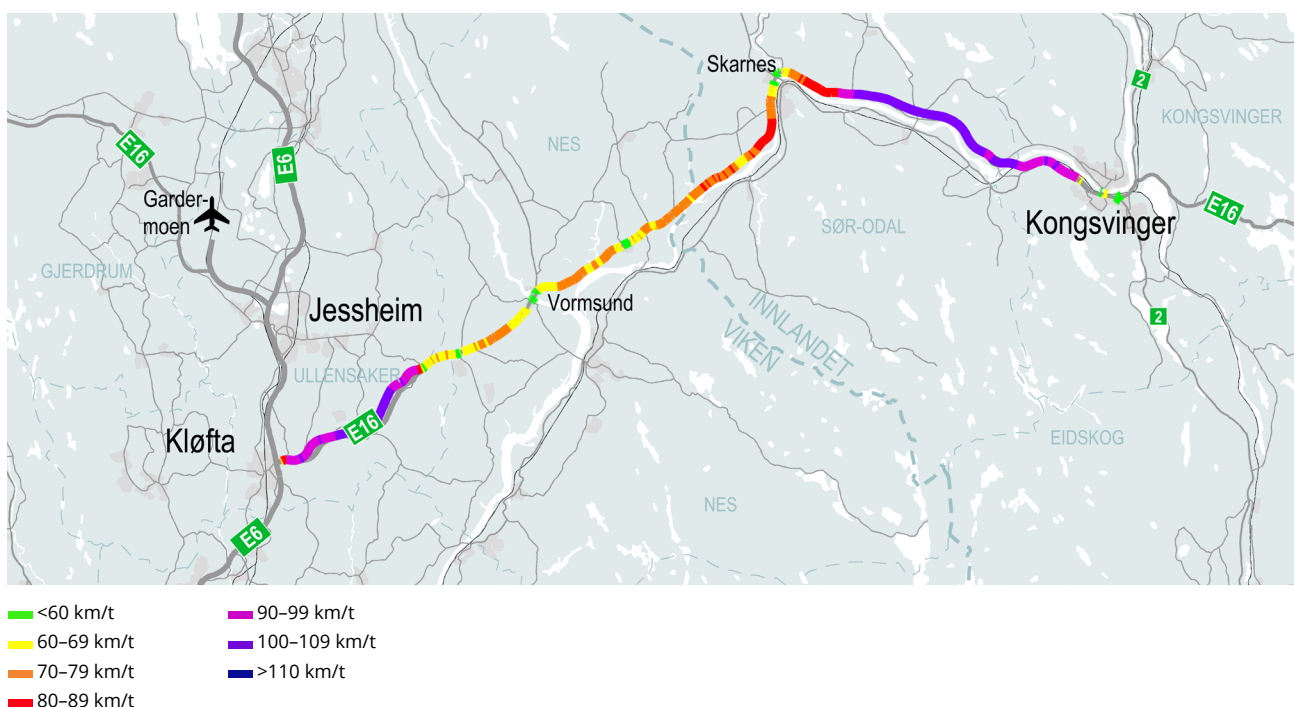 Skarnes
2
KONGSVINGER
E16
E6
NES
Garder-
moen
E16
Kongsvinger
SØR-ODAL
GJERDRUM
Jessheim
Vormsund
INNLANDET
VIKEN
2
ULLENSAKER
E16
Kløfta
EIDSKOG
NES
E6
<60 km/t
60–69 km/t
70–79 km/t
80–89 km/t
90–99 km/t
100–109 km/t
>110 km/t